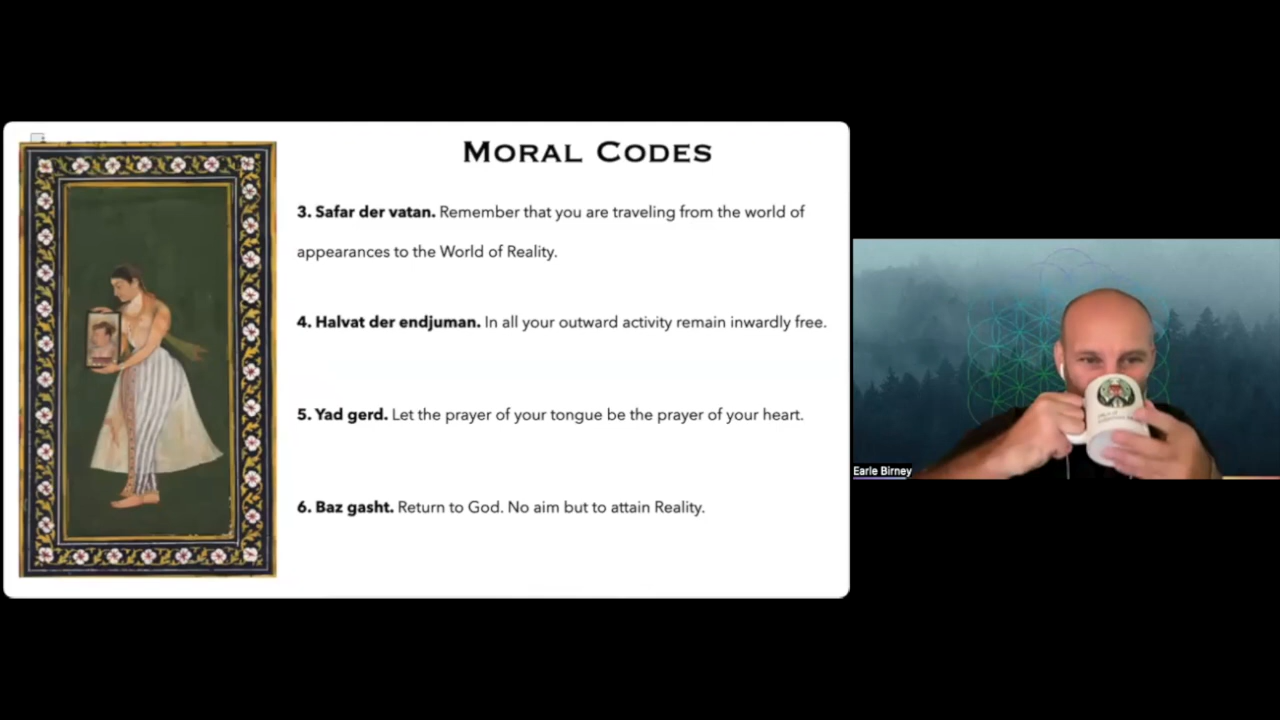 MORAL CODES
3. Safar der vatan. Remember that you are traveling from the world of
appearances to the World of Reality.
4. Halvat der endjuman. In all your outward activity remain inwardly free.
5. Yad gerd. Let the prayer of your tongue be the prayer of your heart.
6. Baz gasht. Return to God. No aim but to attain Reality.
Earle Birney